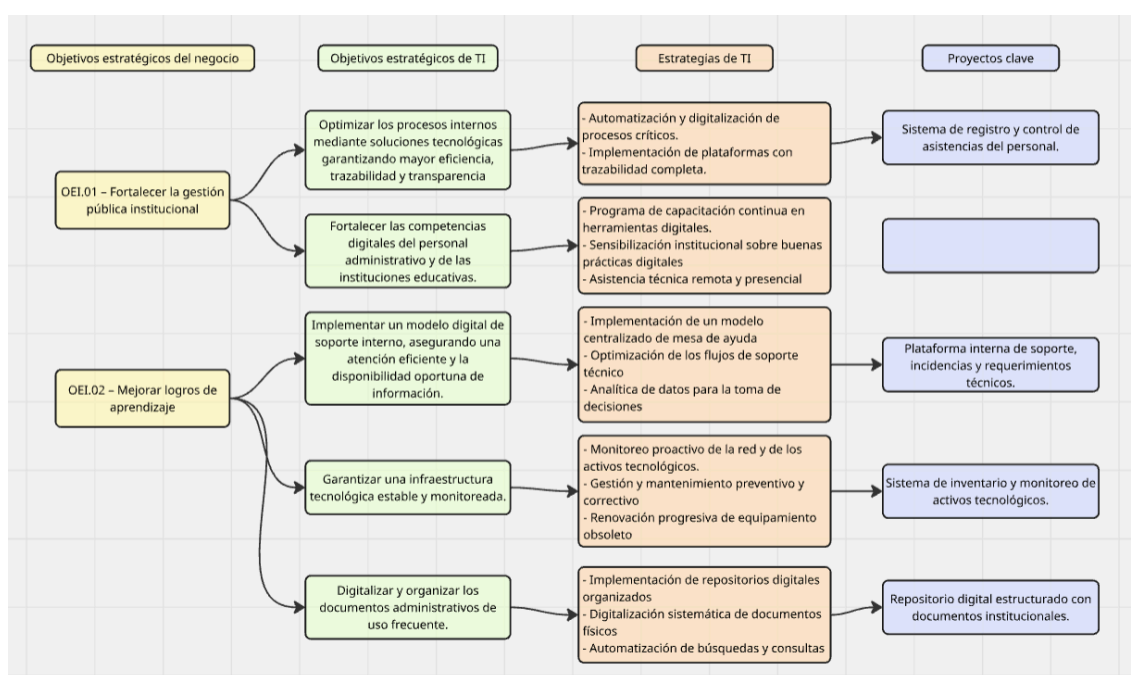 Objetivos estratégicos del negocio
Objetivos estratégicos de TI
Estrategias de TI
Proyectos clave
OEI.01 – Fortalecer la gestión
pública institucional
Optimizar los procesos internos
mediante soluciones tecnológicas
garantizando mayor eficiencia,
trazabilidad y transparencia
- Automatización y digitalización de
procesos críticos.
- Implementación de plataformas con
trazabilidad completa.
Sistema de registro y control de
asistencias del personal.
Fortalecer las competencias
digitales del personal
administrativo y de las
instituciones educativas.
- Programa de capacitación continua en
herramientas digitales.
- Sensibilización institucional sobre buenas
prácticas digitales
- Asistencia técnica remota y presencial
OEI.02 – Mejorar logros de
aprendizaje
Implementar un modelo digital de
soporte interno, asegurando una
atención eficiente y la
disponibilidad oportuna de
información.
- Implementación de un modelo
centralizado de mesa de ayuda
- Optimización de los flujos de soporte
técnico
- Analítica de datos para la toma de
decisiones
Plataforma interna de soporte,
incidencias y requerimientos
técnicos.
Garantizar una infraestructura
tecnológica estable y monitoreada.
- Monitoreo proactivo de la red y de los
activos tecnológicos.
- Gestión y mantenimiento preventivo y
correctivo
- Renovación progresiva de equipamiento
obsoleto
Sistema de inventario y monitoreo de
activos tecnológicos.
Digitalizar y organizar los
documentos administrativos de
uso frecuente.
- Implementación de repositorios digitales
organizados
- Digitalización sistemática de documentos
físicos
- Automatización de búsquedas y consultas
Repositorio digital estructurado con
documentos institucionales.